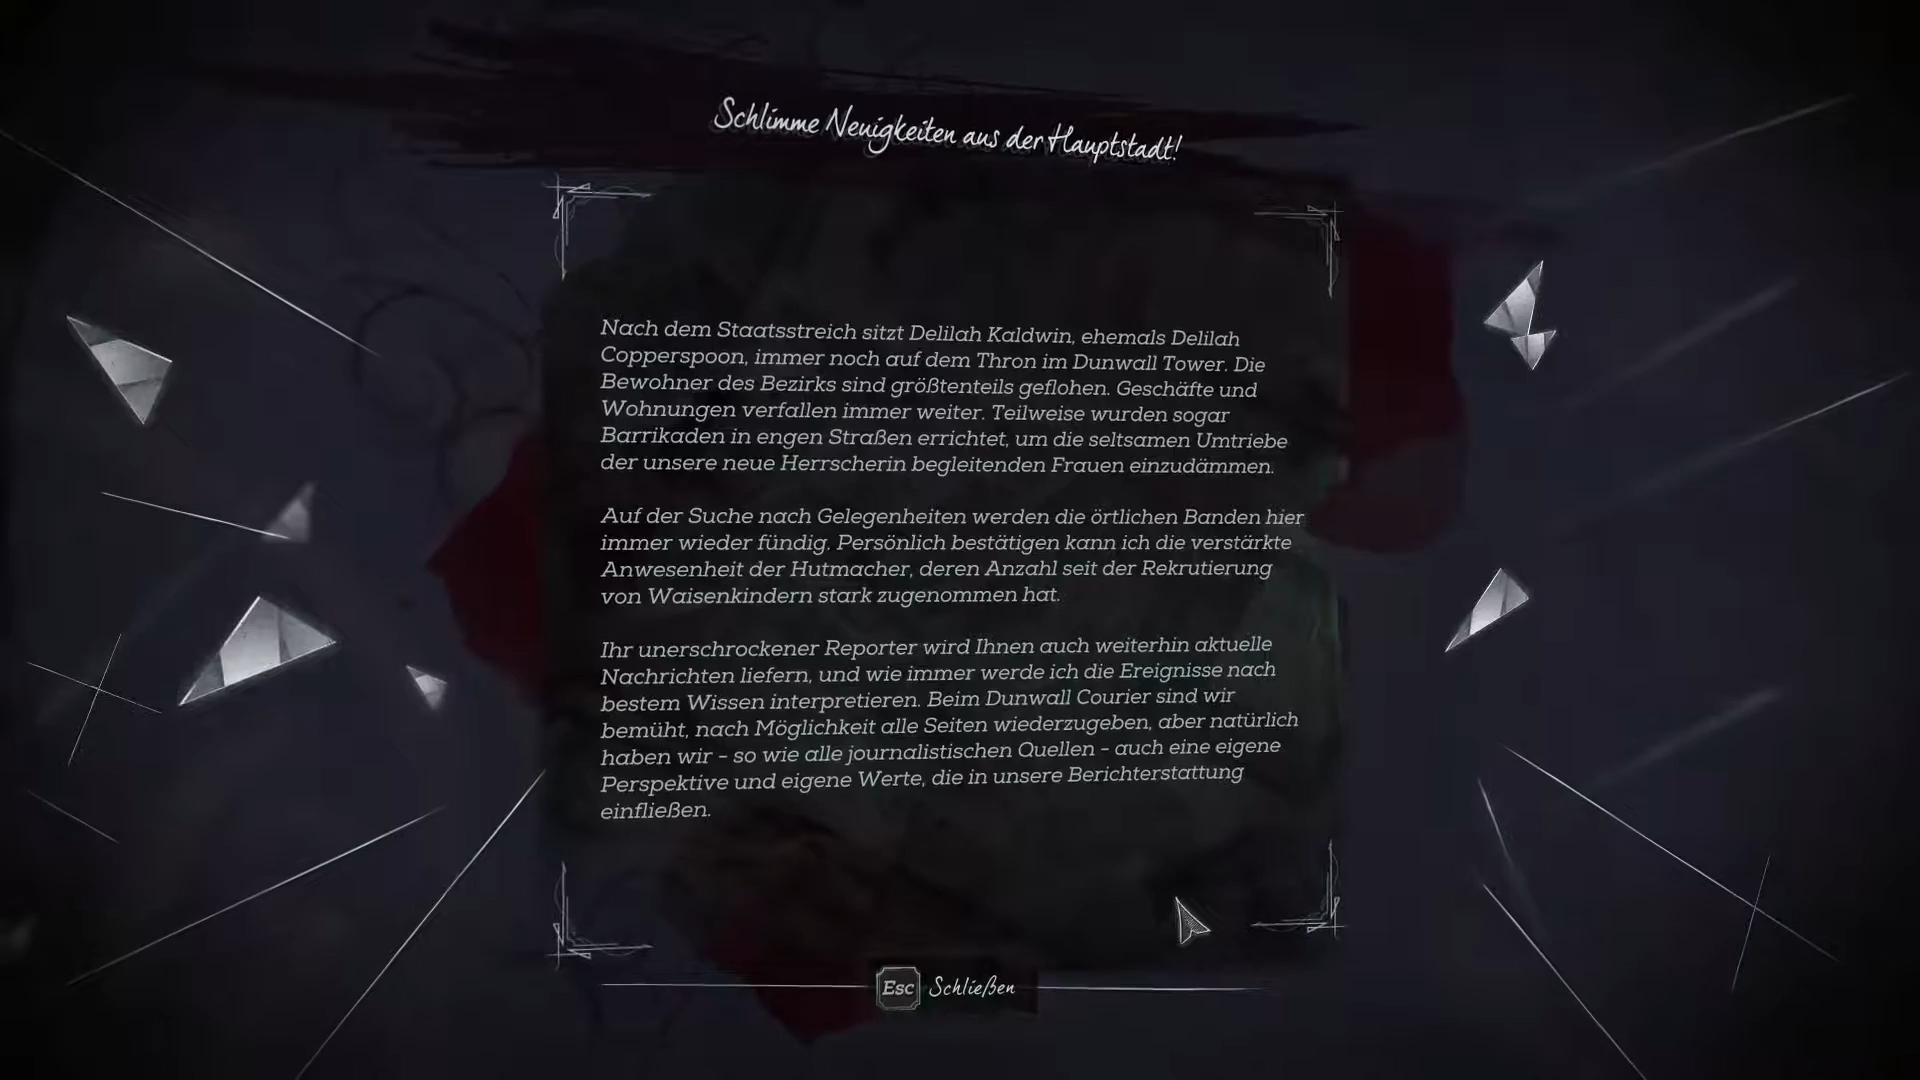 Schlimme Neuigkeiten aus der Hauptstadt!
Nach dem Staatsstreich sitzt Delilah Kaldwin, ehemals Delilah
Copperspoon, immer noch auf dem Thron im Dunwall Tower. Die
Bewohner des Bezirks sind größtenteils geflohen. Geschäfte und
Wohnungen verfallen immer weiter. Teilweise wurden sogar
Barrikaden in engen Straßen errichtet, um die seltsamen Umtriebe
der unsere neue Herrscherin begleitenden Frauen einzudämmen.
Auf der Suche nach Gelegenheiten werden die örtlichen Banden hier
immer wieder fündig. Persönlich bestätigen kann ich die verstärkte
Anwesenheit der Hutmacher, deren Anzahl seit der Rekrutierung
von Waisenkindern stark zugenommen hat.
Ihr unerschrockener Reporter wird Ihnen auch weiterhin aktuelle
Nachrichten liefern, und wie immer werde ich die Ereignisse nach
bestem Wissen interpretieren. Beim Dunwall Courier sind wir
bemüht, nach Möglichkeit alle Seiten wiederzugeben, aber natürlich
haben wir - so wie alle journalistischen Quellen - auch eine eigene
Perspektive und eigene Werte, die in unsere Berichterstattung
einfließen.
Esc Schließen